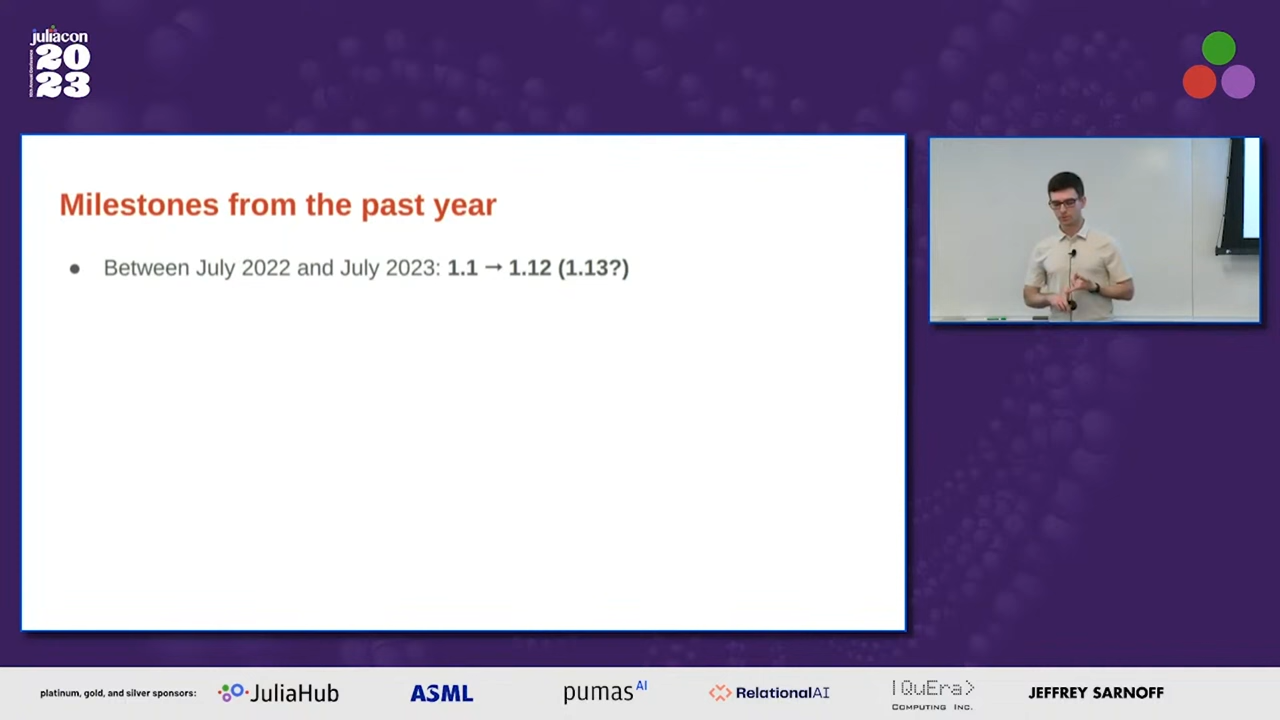 juliacon
20
23
Milestones from the past year
● Between July 2022 and July 2023: 1.1 → 1.12 (1.13?)
platinum, gold, and silver sponsors:
JuliaHub
ASML
pumas AI
RelationalAI
|QuEra>
COMPUTING INC.
JEFFREY SARNOFF